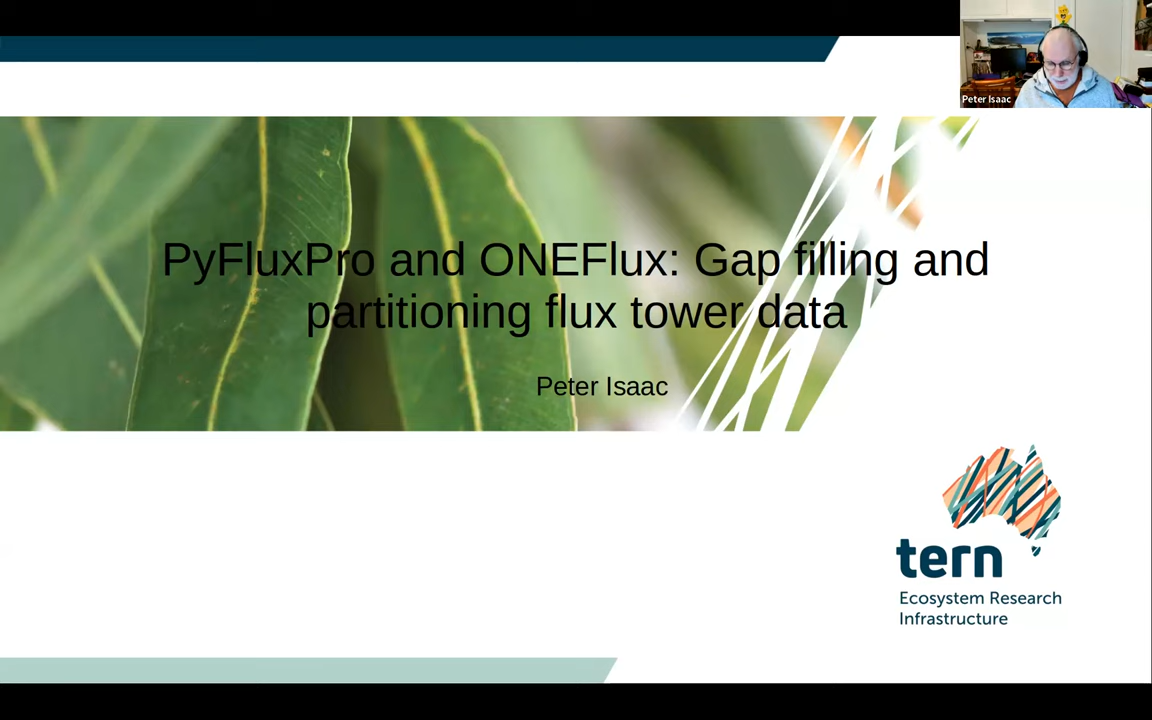 Peter Isaac
PyFluxPro and ONEFlux: Gap filling and
partitioning flux tower data
Peter Isaac
tern
Ecosystem Research
Infrastructure